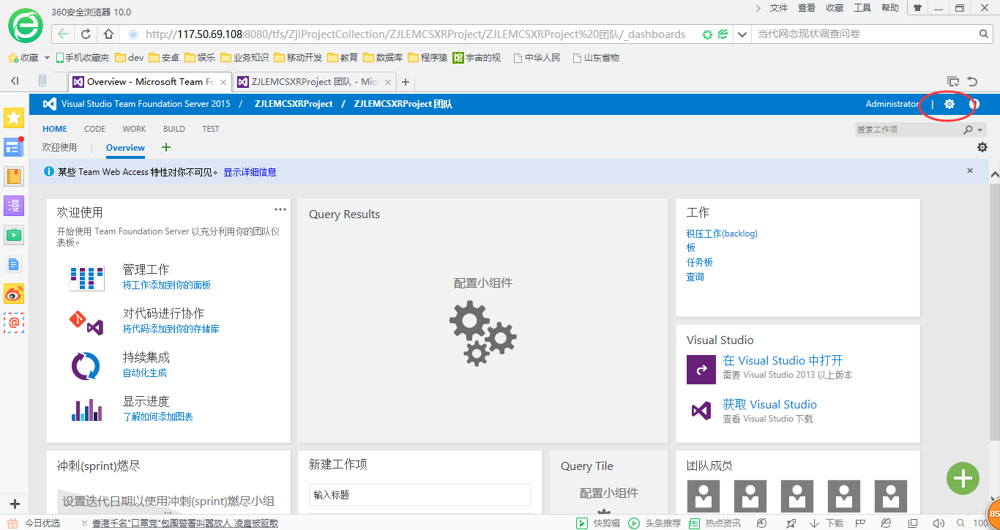 360安全浏览器 10.0
文件 查看 收藏 工具 帮助
http://117.50.69.108:8080/tfs/ZjlProjectCollection/ZJLEMCSXRProject/ZJLEMCSXRProject%20团队/_dashboards
当代网恋现状调查问卷
收藏 手机收藏夹 dev 安卓 娱乐 业务知识 移动开发 教育 数据库 程序猿 馆 宇宙的视 中华人民 山东省物
Overview - Microsoft Team Fo ZJLEMCSXRProject 团队 - Micr
Visual Studio Team Foundation Server 2015 / ZJLEMCSXRProject / ZJLEMCSXRProject 团队
Administrator |
HOME CODE WORK BUILD TEST
搜索工作项
欢迎使用 | Overview
某些 Team Web Access 特性对你不可见。 显示详细信息
欢迎使用
开始使用 Team Foundation Server 以充分利用你的团队仪
表板。
管理工作
将工作添加到你的面板
对代码进行协作
将代码添加到你的存储库
持续集成
自动化生成
显示进度
了解如何添加图表
Query Results
配置小组件
工作
积压工作(backlog)
板
任务板
查询
Visual Studio
在 Visual Studio 中打开
需要 Visual Studio 2013 以上版本
获取 Visual Studio
查看 Visual Studio 下载
冲刺(sprint)燃尽
设置迭代日期以使用冲刺(sprint)燃尽小组
新建工作项
输入标题
Query Tile
配置小组件
团队成员
漫
@
85
今日优选 香港千名"口罩党"包围警署叫嚣放人 凌晨被驱散
快剪辑 头条推荐 热点资讯 下载 100